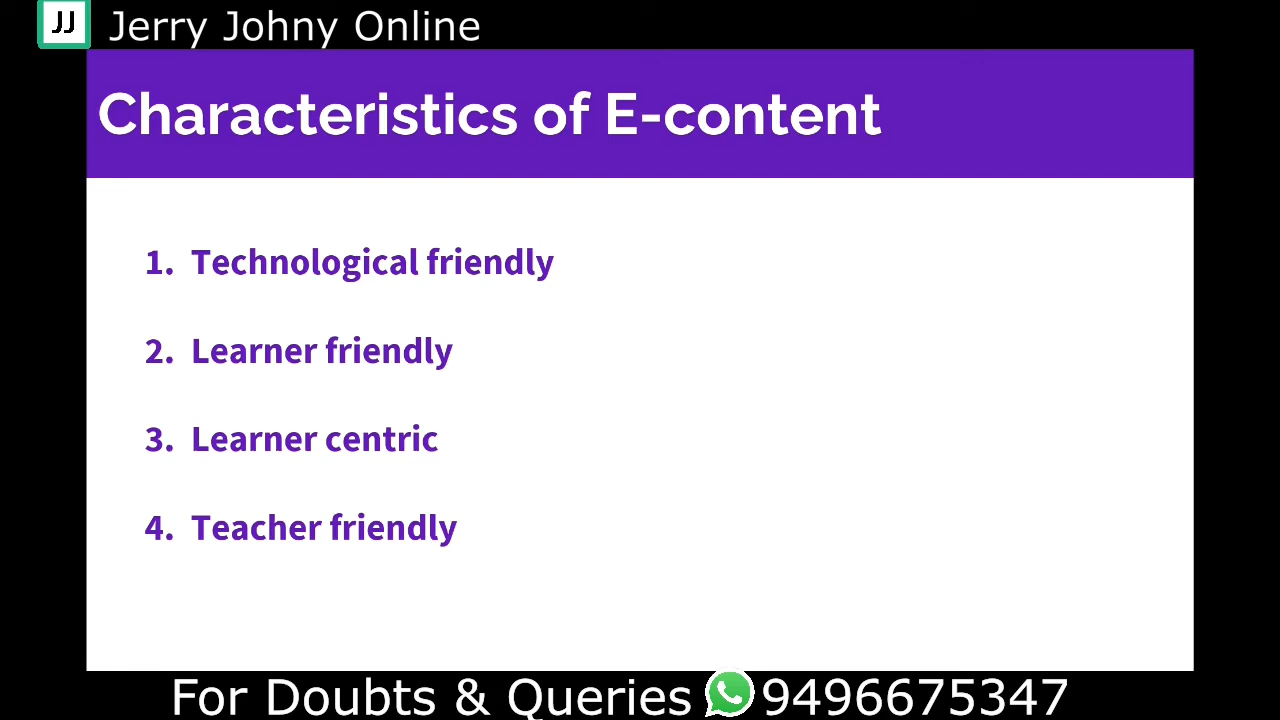 JJ Jerry Johny Online
Characteristics of E-content
1. Technological friendly
2. Learner friendly
3. Learner centric
4. Teacher friendly
For Doubts & Queries 9496675347